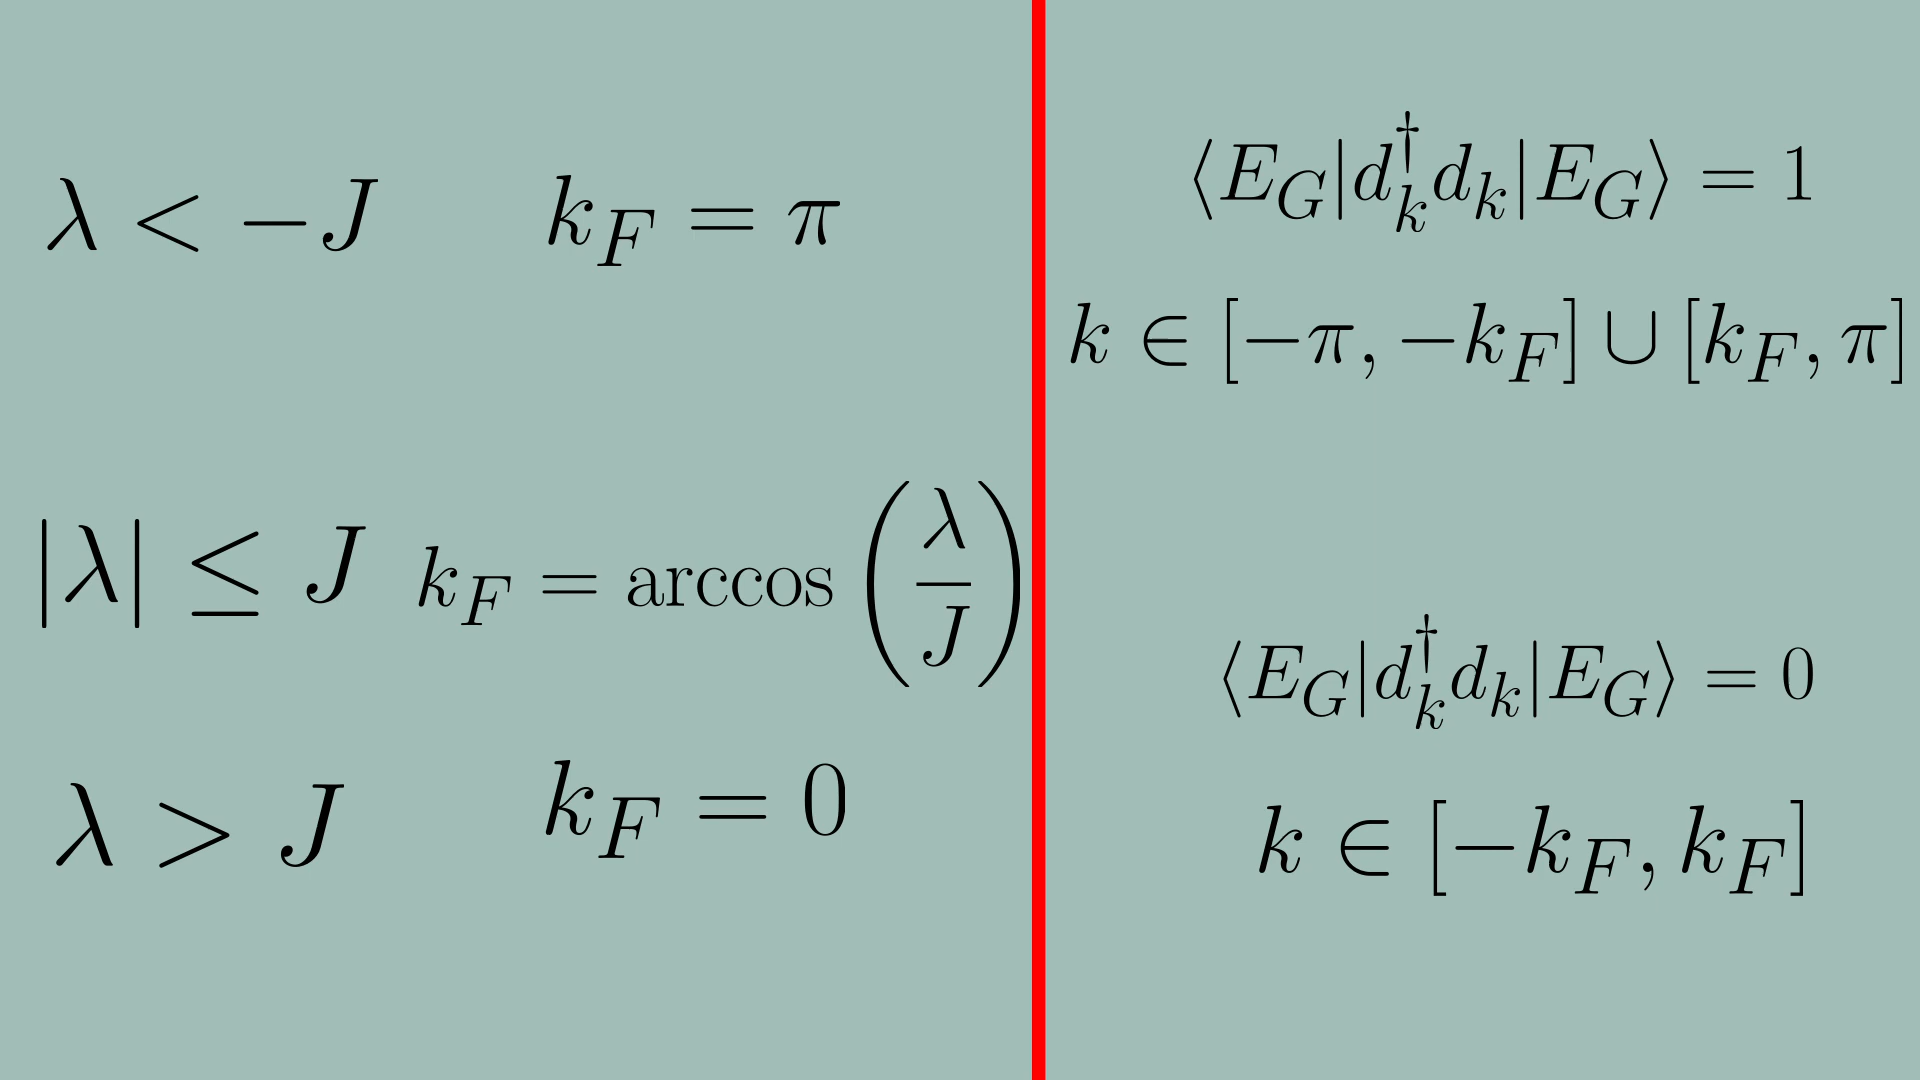 λ < −J k_F = π
|λ| ≤ J k_F = arccos(λ/J)
λ > J k_F = 0
⟨E_G|d_k^† d_k|E_G⟩ = 1
k ∈ [−π, −k_F] ∪ [k_F, π]
⟨E_G|d_k^† d_k|E_G⟩ = 0
k ∈ [−k_F, k_F]